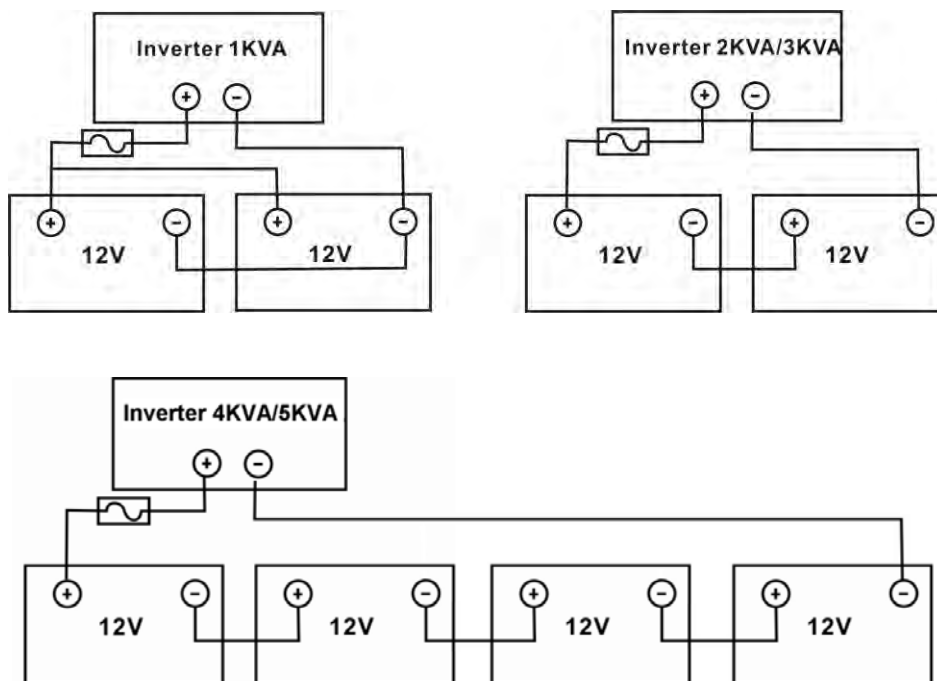 Inverter 1KVA
+ −
+ − + −
12V 12V
Inverter 2KVA/3KVA
+ −
+ − + −
12V 12V
Inverter 4KVA/5KVA
+ −
+ − + − + − + −
12V 12V 12V 12V